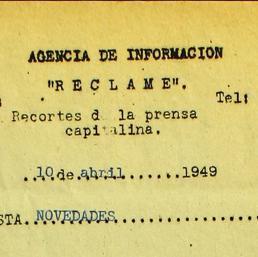 AGENCIA DE INFORMACION
"RECLAME".
Tel:
Recortes d la prensa
capitalina.
...10 de abril.......1949
STA. NOVEDADES..................